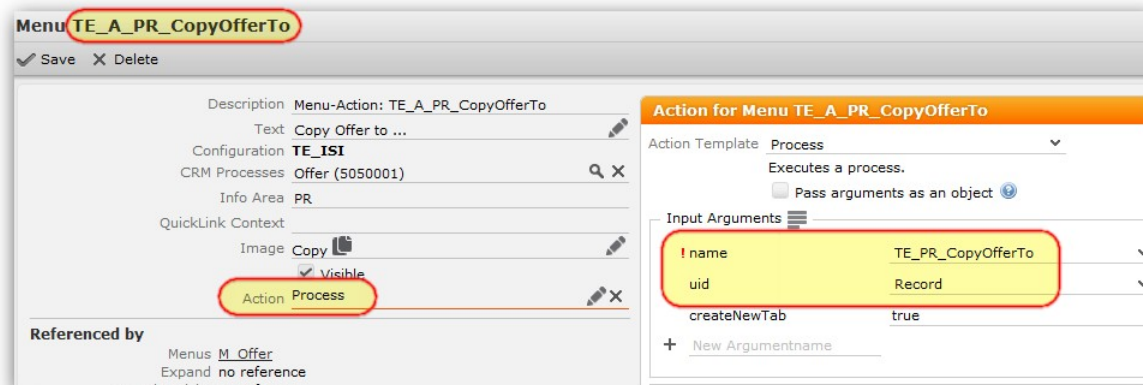 Menu TE_A_PR_CopyOfferTo
Save Delete
Description Menu-Action: TE_A_PR_CopyOfferTo
Text Copy Offer to ...
Configuration TE_ISI
CRM Processes Offer (5050001)
Info Area PR
QuickLink Context
Image Copy
Visible
Action Process
Referenced by
Menus M_Offer
Expand no reference
Action for Menu TE_A_PR_CopyOfferTo
Action Template Process
Executes a process.
Pass arguments as an object
Input Arguments
! name TE_PR_CopyOfferTo
uid Record
createNewTab true
+ New Argumentname